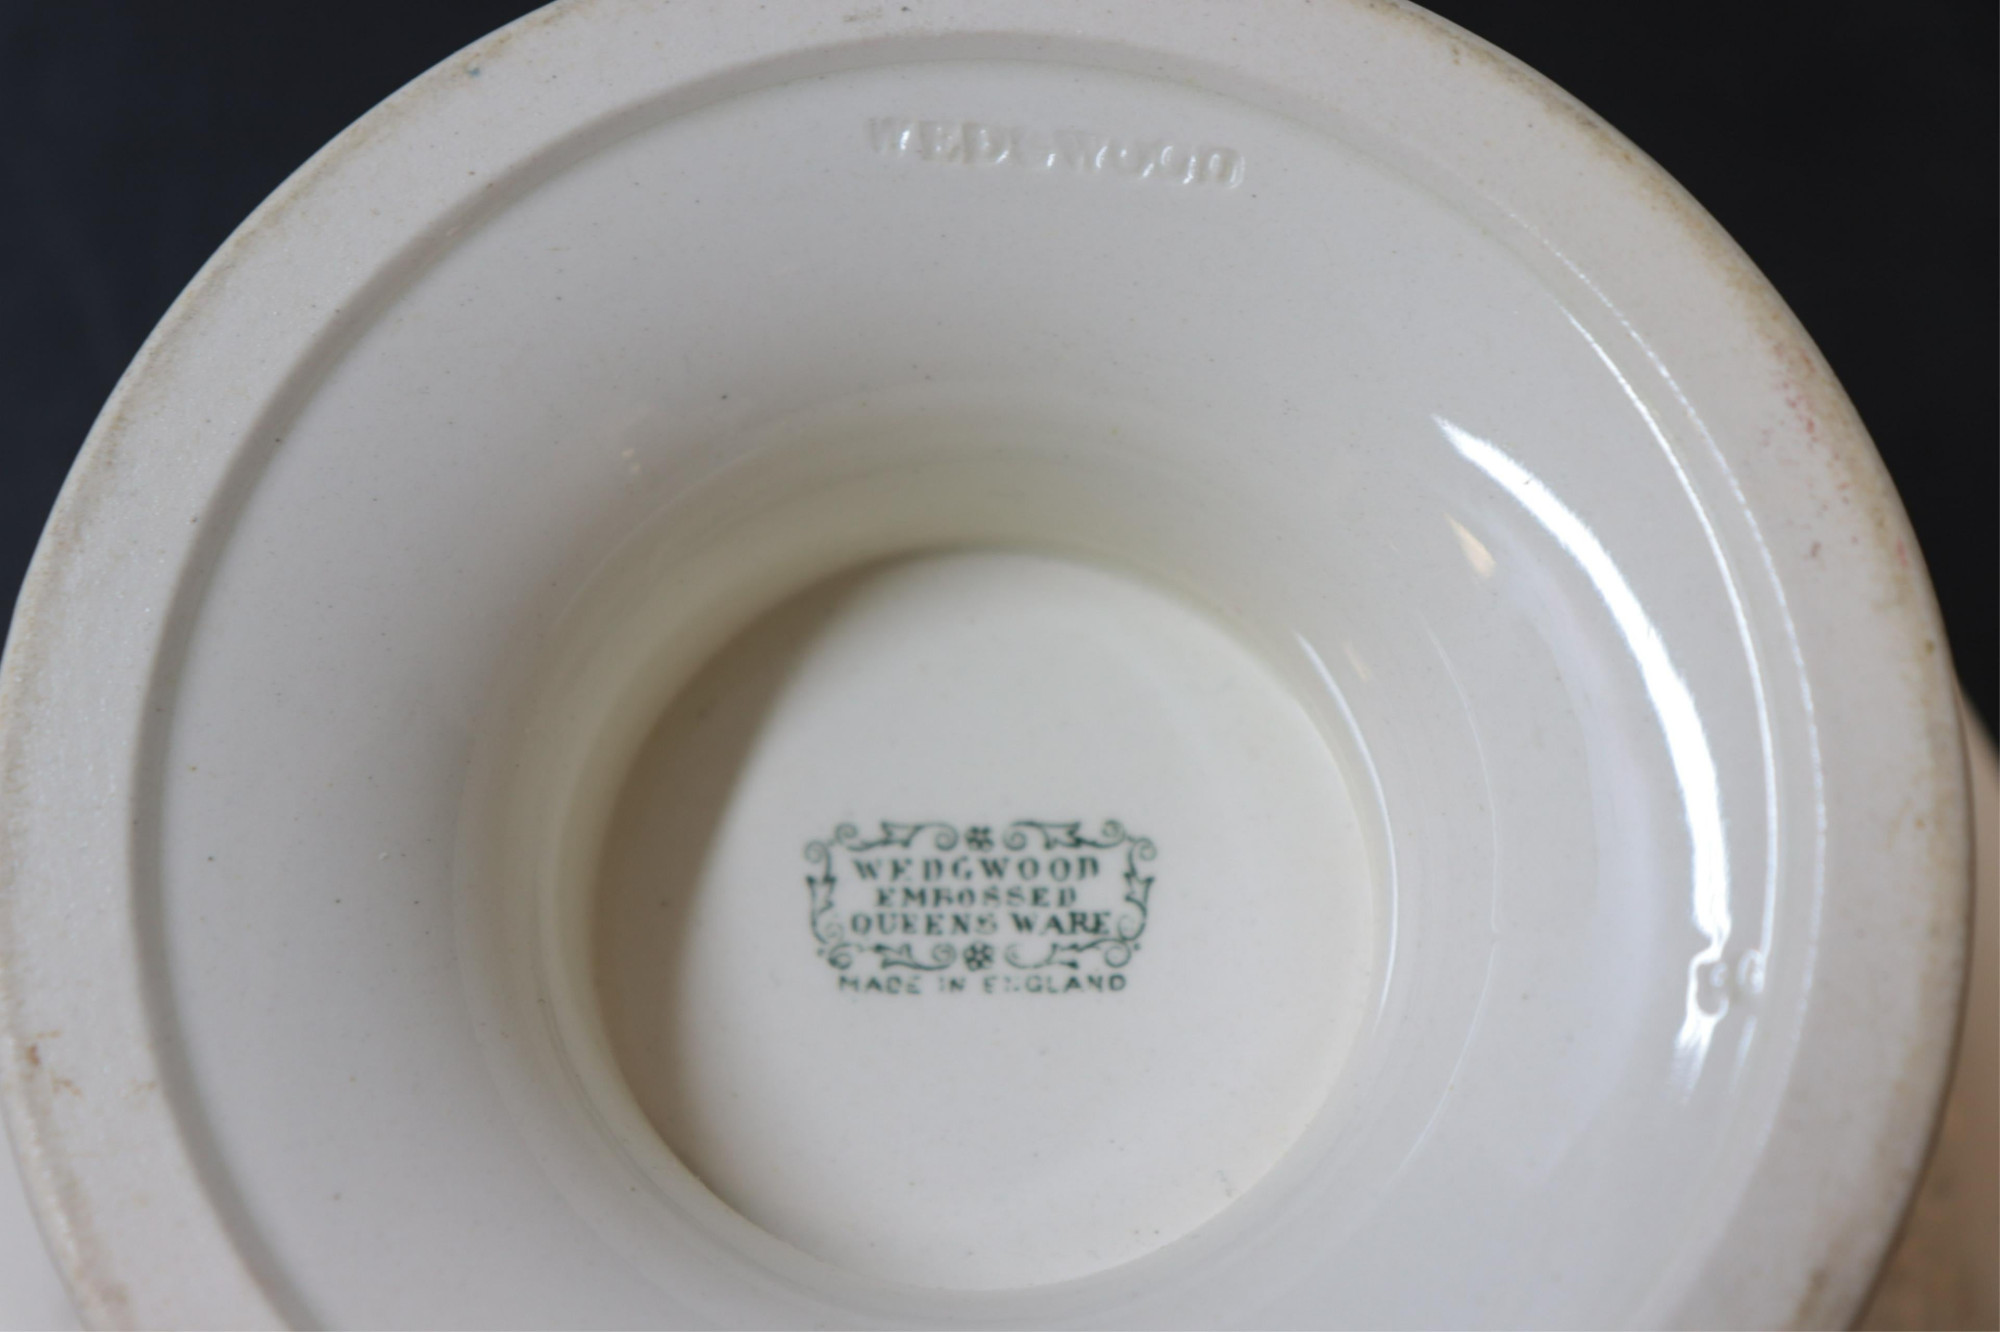 WEDGWOOD
WEDGWOOD
EMBOSSED
QUEENS WARE
MADE IN ENGLAND